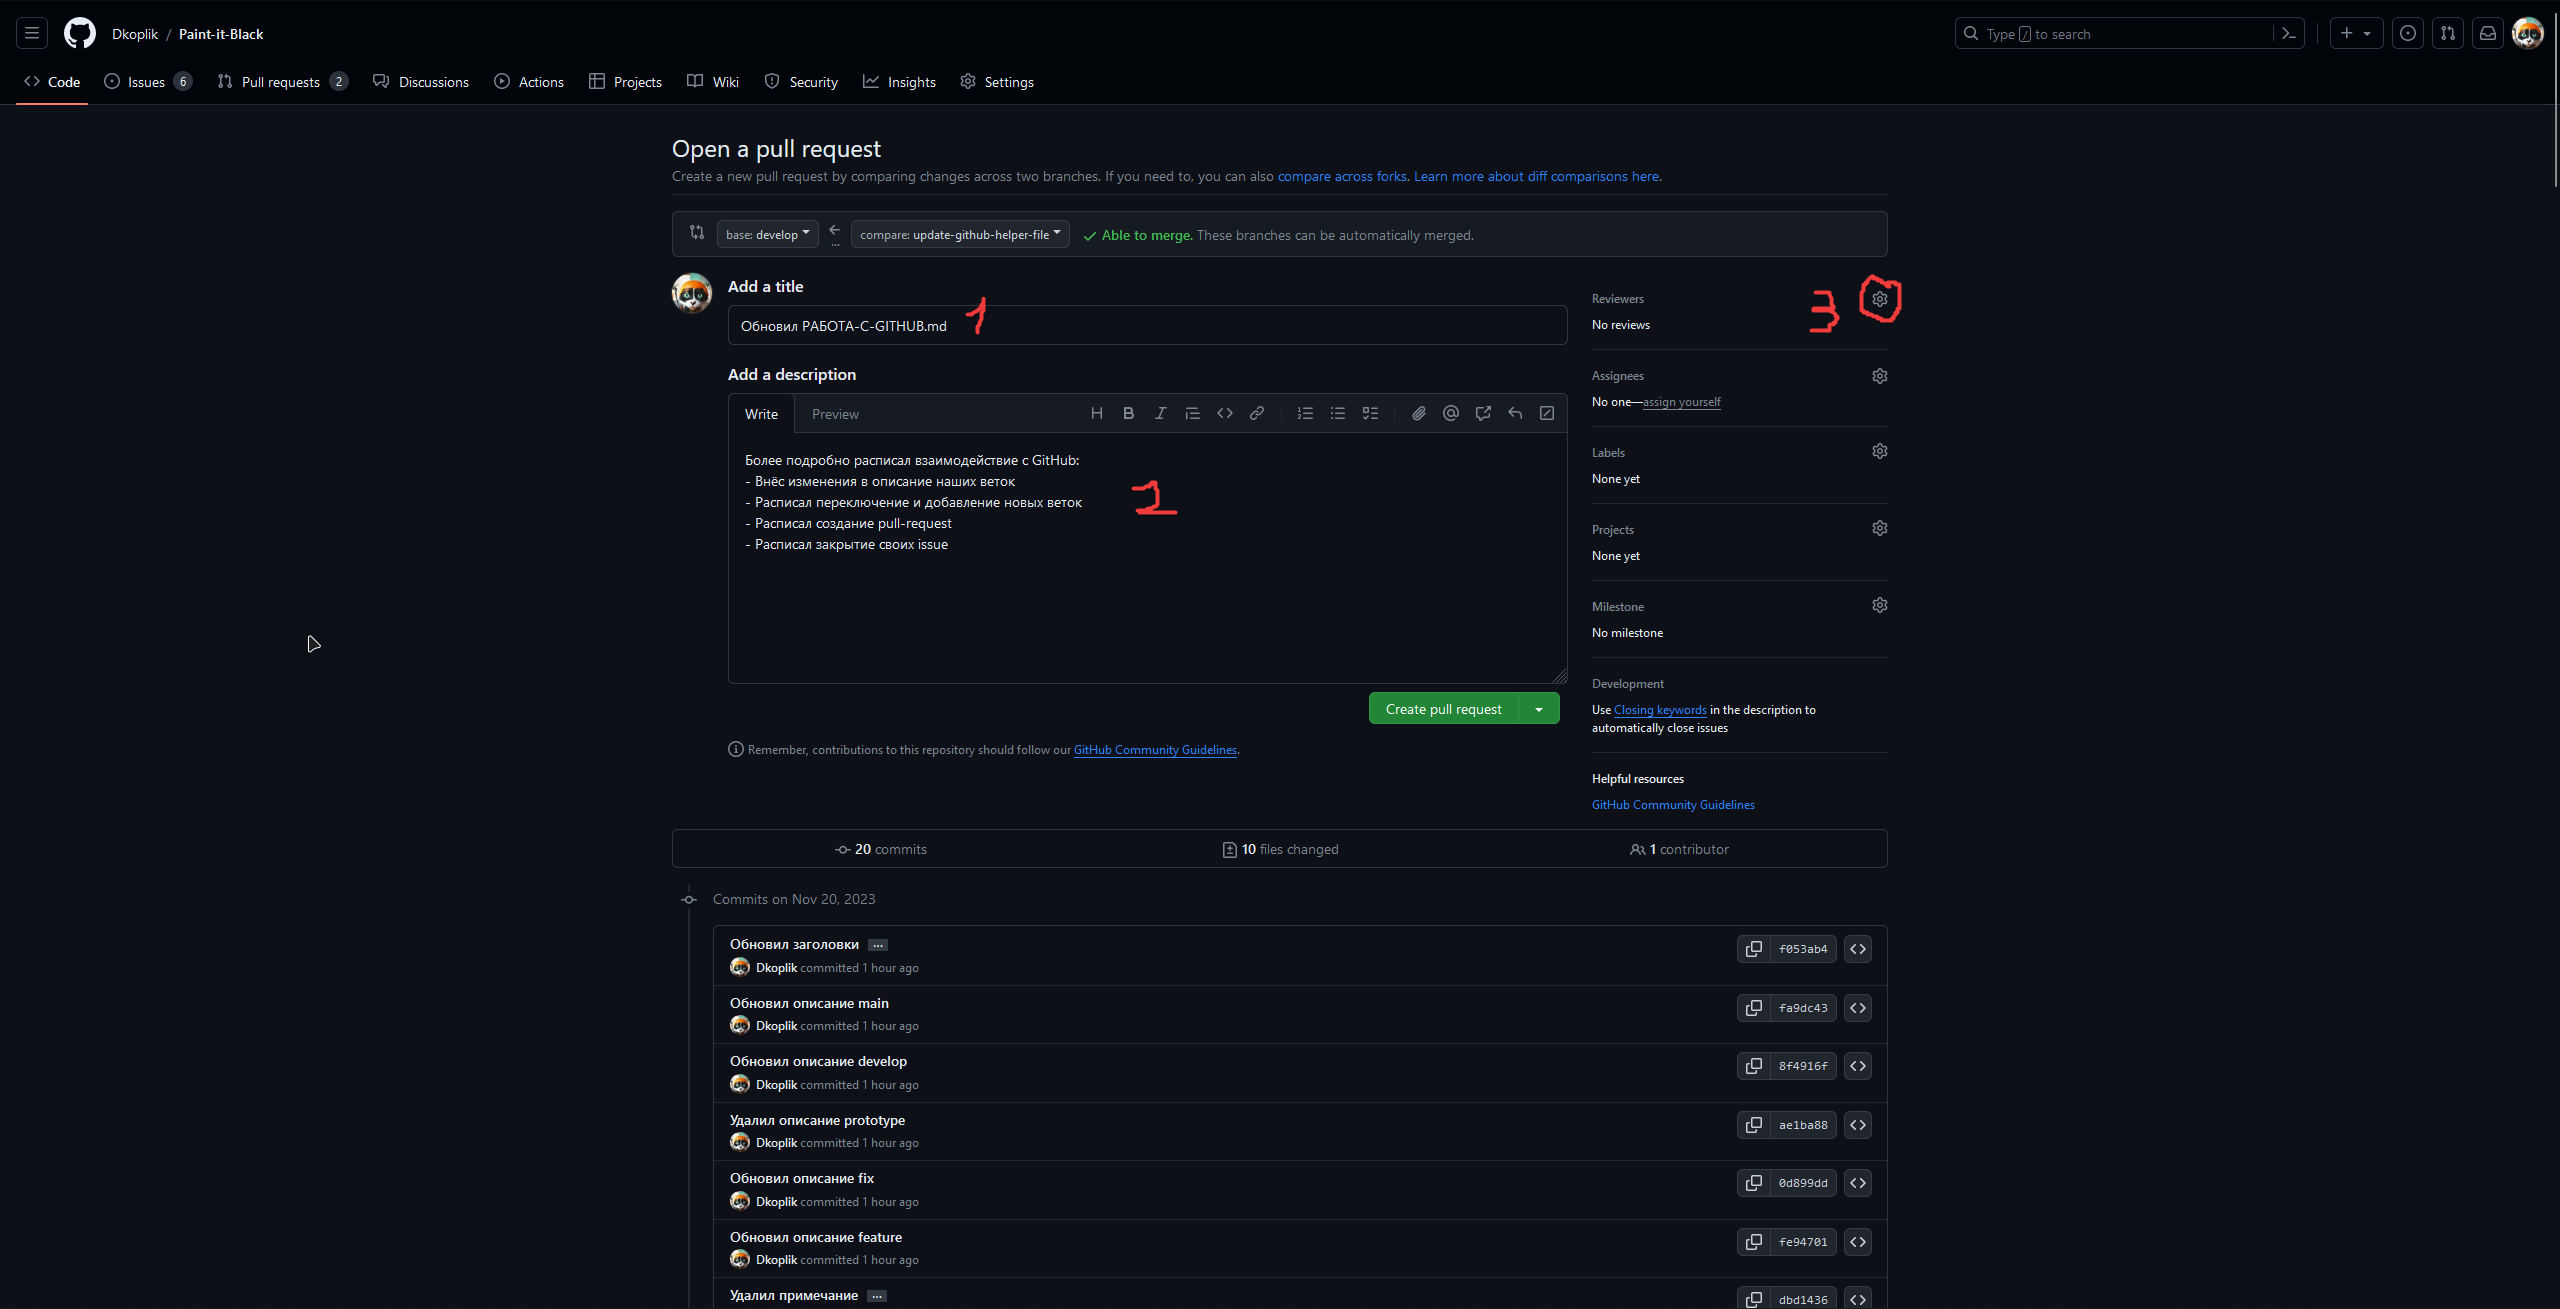 Dkoplik / Paint-it-Black
Type / to search
Code
Issues 6
Pull requests 2
Discussions
Actions
Projects
Wiki
Security
Insights
Settings
Open a pull request
Create a new pull request by comparing changes across two branches. If you need to, you can also compare across forks. Learn more about diff comparisons here.
base: develop
compare: update-github-helper-file
Able to merge. These branches can be automatically merged.
Add a title
Обновил РАБОТА-С-GITHUB.md
1
Add a description
Write
Preview
Более подробно расписал взаимодействие с GitHub:
- Внёс изменения в описание наших веток
- Расписал переключение и добавление новых веток
- Расписал создание pull-request
- Расписал закрытие своих issue
2
Create pull request
Remember, contributions to this repository should follow our GitHub Community Guidelines.
Reviewers
3
No reviews
Assignees
No one—assign yourself
Labels
None yet
Projects
None yet
Milestone
No milestone
Development
Use Closing keywords in the description to
automatically close issues
Helpful resources
GitHub Community Guidelines
20 commits
10 files changed
1 contributor
Commits on Nov 20, 2023
Обновил заголовки ...
f053ab4
Dkoplik committed 1 hour ago
Обновил описание main
fa9dc43
Dkoplik committed 1 hour ago
Обновил описание develop
8f4916f
Dkoplik committed 1 hour ago
Удалил описание prototype
ae1ba88
Dkoplik committed 1 hour ago
Обновил описание fix
0d899dd
Dkoplik committed 1 hour ago
Обновил описание feature
fe94701
Dkoplik committed 1 hour ago
Удалил примечание ...
dbd1436